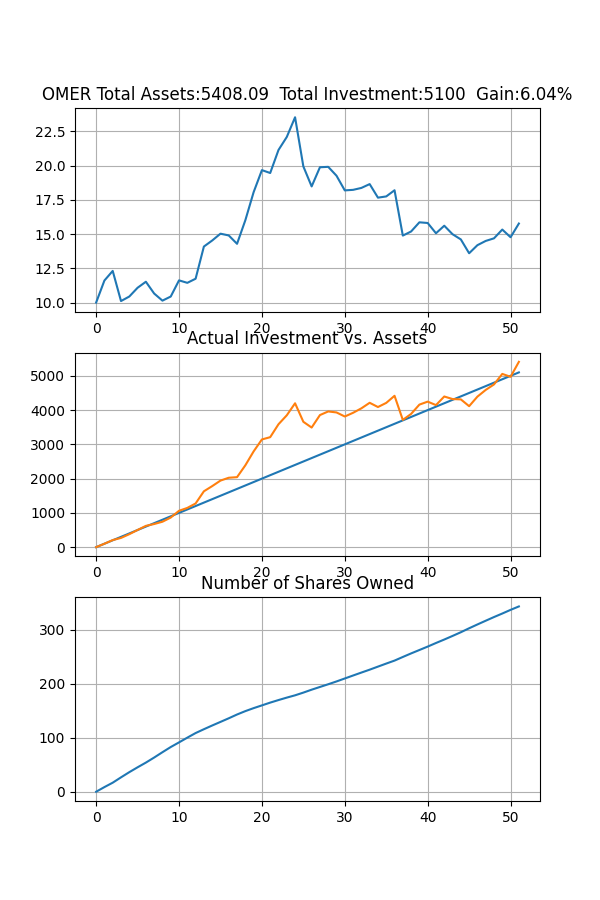 OMER Total Assets:5408.09  Total Investment:5100  Gain:6.04%
22.5
20.0
17.5
15.0
12.5
10.0
0 10 20 30 40 50
Actual Investment vs. Assets
5000
4000
3000
2000
1000
0
0 10 20 30 40 50
Number of Shares Owned
300
200
100
0
0 10 20 30 40 50